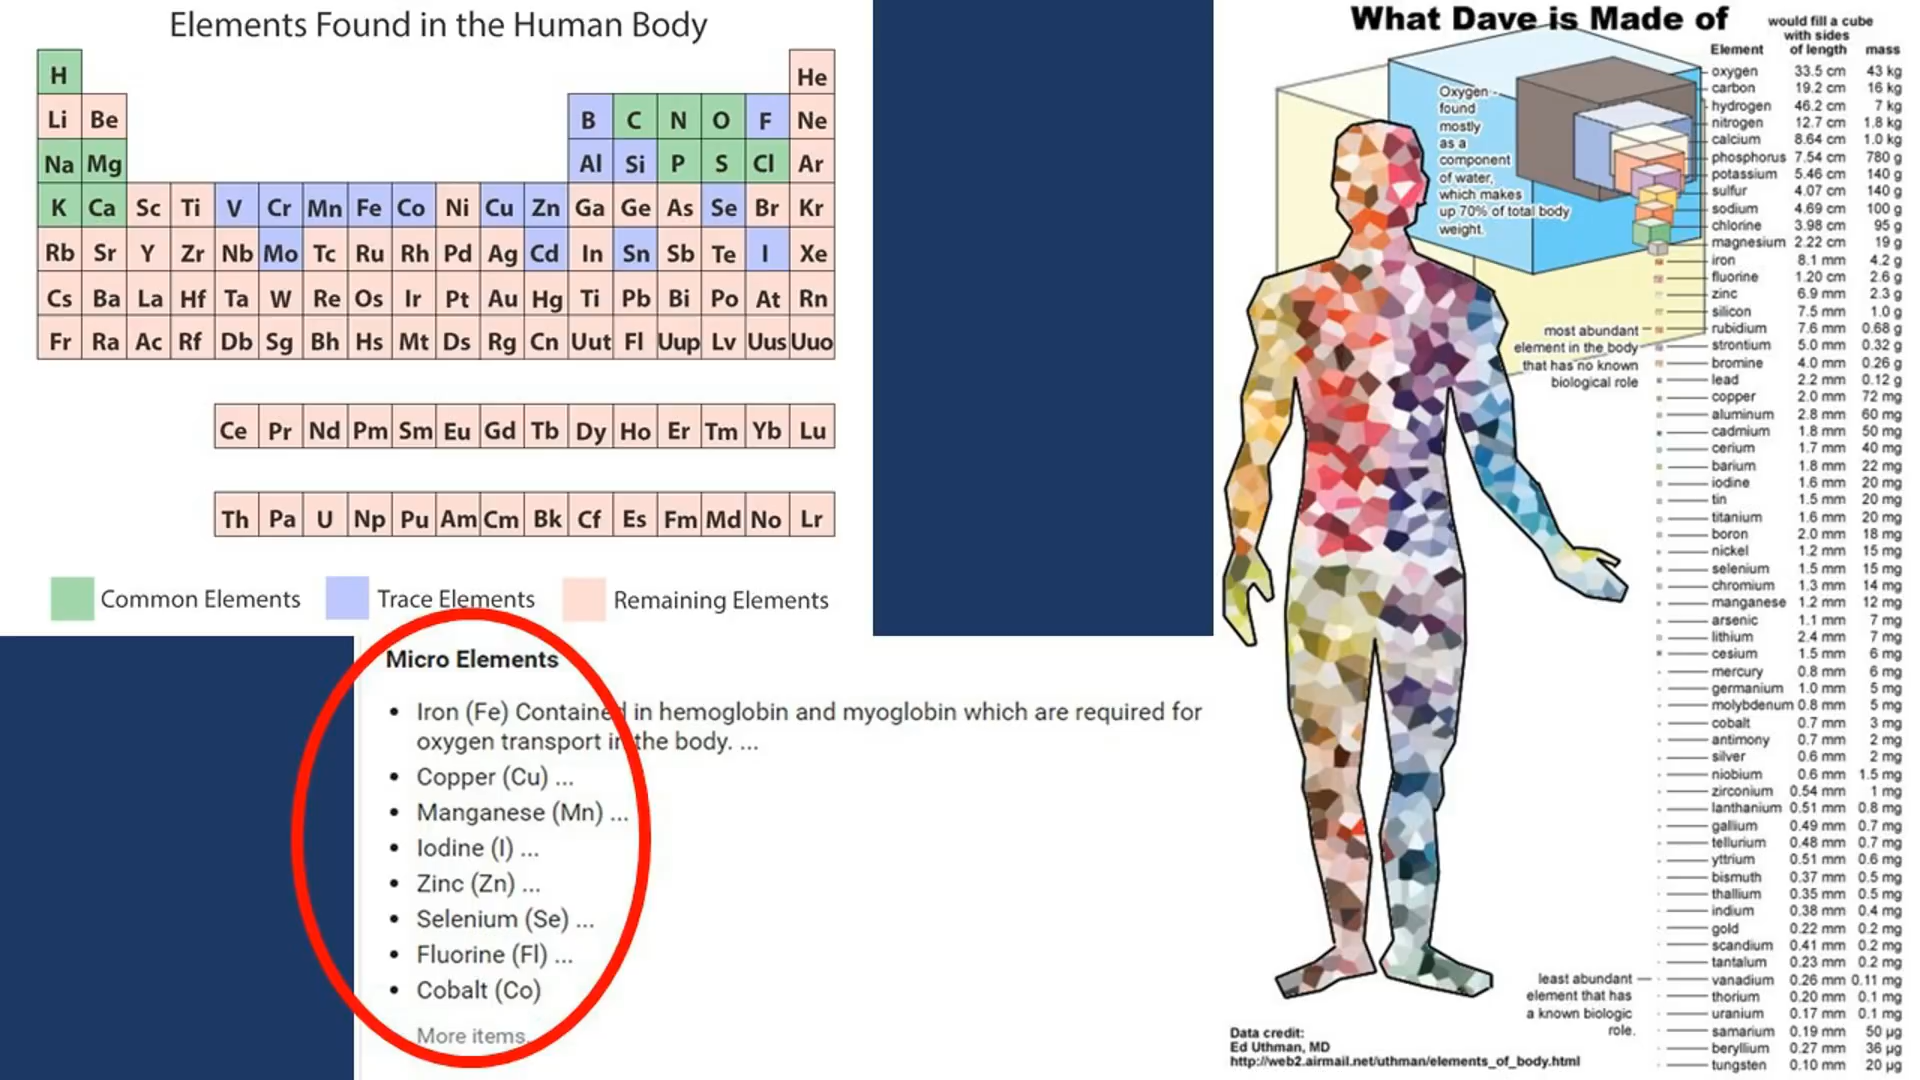 Elements Found in the Human Body
H He
Li Be B C N O F Ne
Na Mg Al Si P S Cl Ar
K Ca Sc Ti V Cr Mn Fe Co Ni Cu Zn Ga Ge As Se Br Kr
Rb Sr Y Zr Nb Mo Tc Ru Rh Pd Ag Cd In Sn Sb Te I Xe
Cs Ba La Hf Ta W Re Os Ir Pt Au Hg Ti Pb Bi Po At Rn
Fr Ra Ac Rf Db Sg Bh Hs Mt Ds Rg Cn Uut Fl Uup Lv Uus Uuo
Ce Pr Nd Pm Sm Eu Gd Tb Dy Ho Er Tm Yb Lu
Th Pa U Np Pu Am Cm Bk Cf Es Fm Md No Lr
Common Elements Trace Elements Remaining Elements
Micro Elements
• Iron (Fe) Contained in hemoglobin and myoglobin which are required for
oxygen transport in the body. ...
• Copper (Cu) ...
• Manganese (Mn) ...
• Iodine (I) ...
• Zinc (Zn) ...
• Selenium (Se) ...
• Fluorine (Fl) ...
• Cobalt (Co)
More items.
What Dave is Made of
would fill a cube
with sides
Element of length mass
oxygen 33.5 cm 43 kg
carbon 19.2 cm 16 kg
hydrogen 46.2 cm 7 kg
nitrogen 12.7 cm 1.8 kg
calcium 8.64 cm 1.0 kg
phosphorus 7.54 cm 780 g
potassium 5.46 cm 140 g
sulfur 4.07 cm 140 g
sodium 4.69 cm 100 g
chlorine 3.98 cm 95 g
magnesium 2.22 cm 19 g
iron 8.1 mm 4.2 g
fluorine 1.20 cm 2.6 g
zinc 6.9 mm 2.3 g
silicon 7.5 mm 1.0 g
rubidium 7.6 mm 0.68 g
strontium 5.0 mm 0.32 g
bromine 4.0 mm 0.26 g
lead 2.2 mm 0.12 g
copper 2.0 mm 72 mg
aluminum 2.8 mm 60 mg
cadmium 1.8 mm 50 mg
cerium 1.7 mm 40 mg
barium 1.8 mm 22 mg
iodine 1.6 mm 20 mg
tin 1.5 mm 20 mg
titanium 1.6 mm 20 mg
boron 2.0 mm 18 mg
nickel 1.2 mm 15 mg
selenium 1.5 mm 15 mg
chromium 1.3 mm 14 mg
manganese 1.2 mm 12 mg
arsenic 1.1 mm 7 mg
lithium 2.4 mm 7 mg
cesium 1.5 mm 6 mg
mercury 0.8 mm 6 mg
germanium 1.0 mm 5 mg
molybdenum 0.8 mm 5 mg
cobalt 0.7 mm 3 mg
antimony 0.7 mm 2 mg
silver 0.6 mm 2 mg
niobium 0.6 mm 1.5 mg
zirconium 0.54 mm 1 mg
lanthanium 0.51 mm 0.8 mg
gallium 0.49 mm 0.7 mg
tellurium 0.48 mm 0.7 mg
yttrium 0.51 mm 0.6 mg
bismuth 0.37 mm 0.5 mg
thallium 0.35 mm 0.5 mg
indium 0.38 mm 0.4 mg
gold 0.22 mm 0.2 mg
scandium 0.41 mm 0.2 mg
tantalum 0.23 mm 0.2 mg
vanadium 0.26 mm 0.11 mg
thorium 0.20 mm 0.1 mg
uranium 0.17 mm 0.1 mg
samarium 0.19 mm 50 µg
beryllium 0.27 mm 36 µg
tungsten 0.10 mm 20 µg
Oxygen
found
mostly
as a
component
of water,
which makes
up 70% of total body
weight.
most abundant
element in the body
that has no known
biological role
least abundant
element that has
a known biologic
role.
Data credit:
Ed Uthman, MD
http://web2.airmail.net/uthman/elements_of_body.html